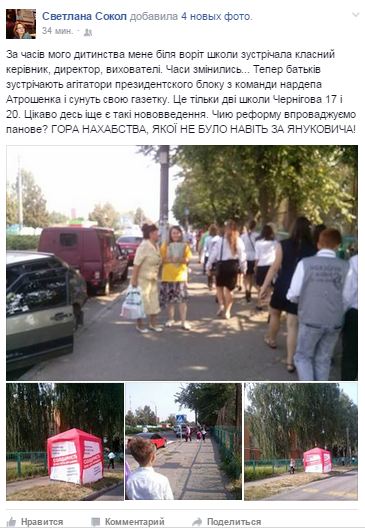 Светлана Сокол добавила 4 новых фото.
34 мин.
За часів мого дитинства мене біля воріт школи зустрічала класний
керівник, директор, вихователі. Часи змінились... Тепер батьків
зустрічають агітатори президентского блоку з команди нардепа
Атрошенка і сунуть свою газетку. Це тільки дві школи Чернігова 17 і
20. Цікаво десь іще є такі нововведення. Чию реформу впроваджуємо
панове? ГОРА НАХАБСТВА, ЯКОЇ НЕ БУЛО НАВІТЬ ЗА ЯНУКОВИЧА!
Нравится Комментарий Поделиться